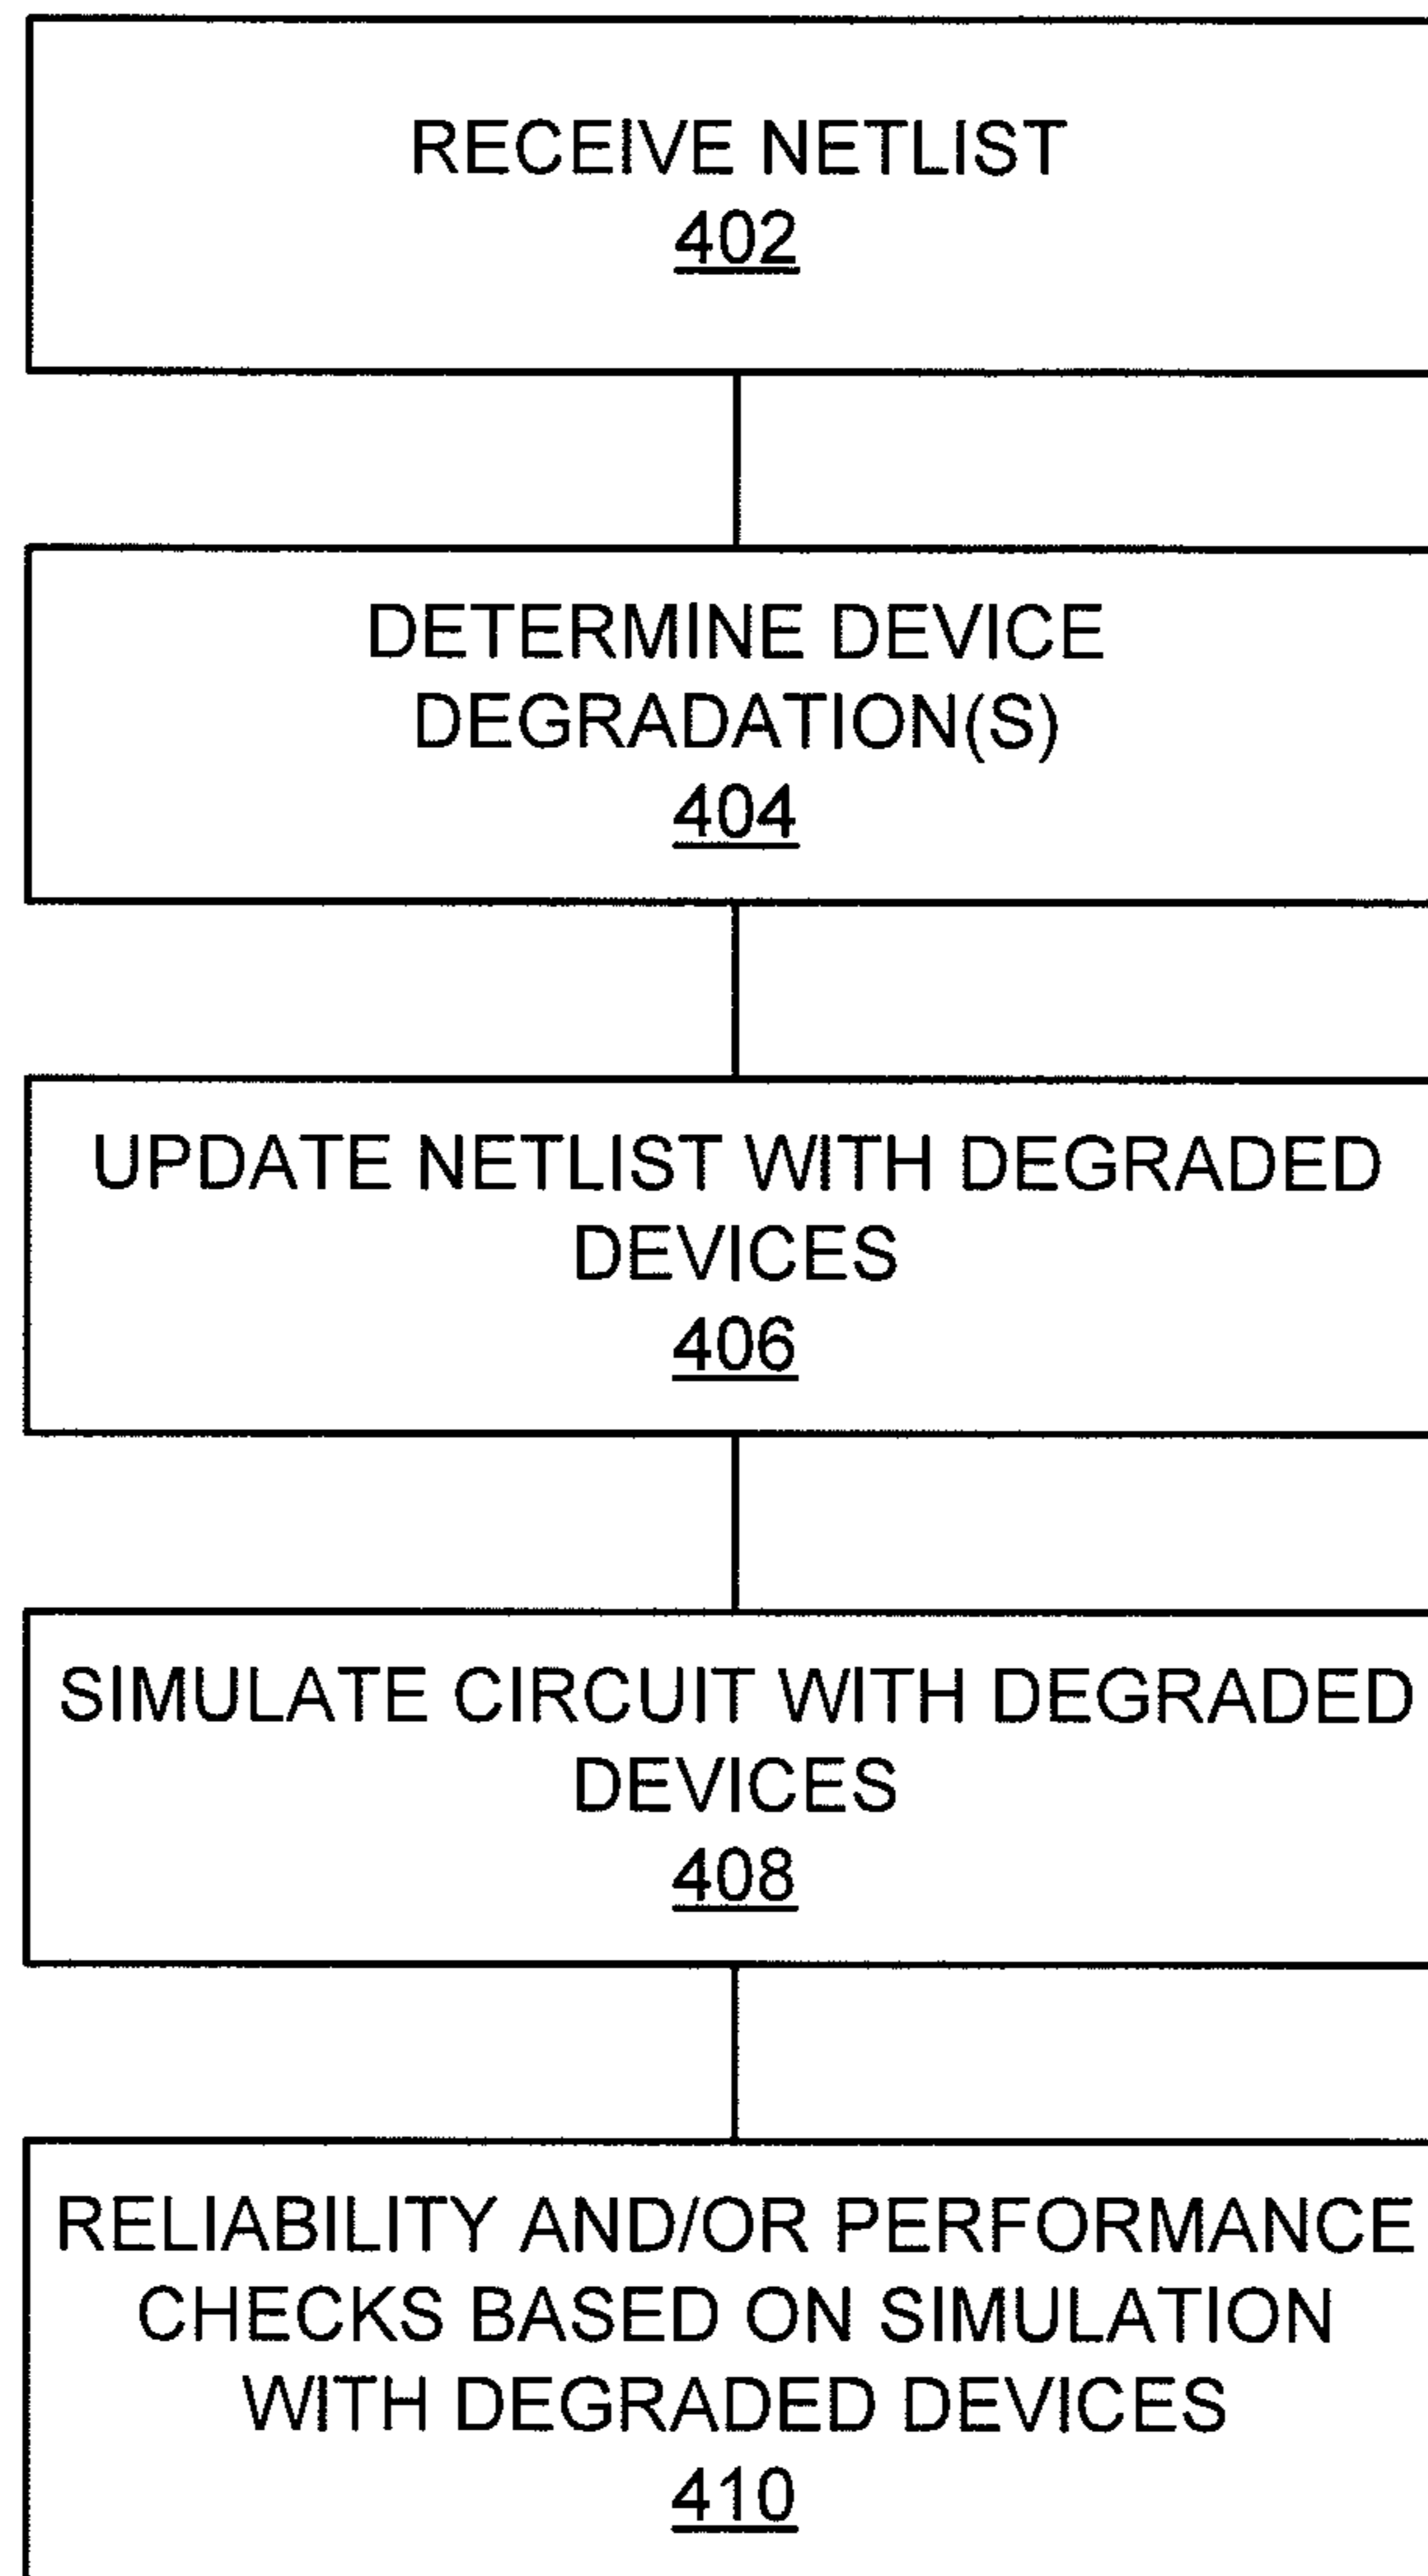 RECEIVE NETLIST
402
DETERMINE DEVICE
DEGRADATION(S)
404
UPDATE NETLIST WITH DEGRADED
DEVICES
406
SIMULATE CIRCUIT WITH DEGRADED
DEVICES
408
RELIABILITY AND/OR PERFORMANCE
CHECKS BASED ON SIMULATION
WITH DEGRADED DEVICES
410